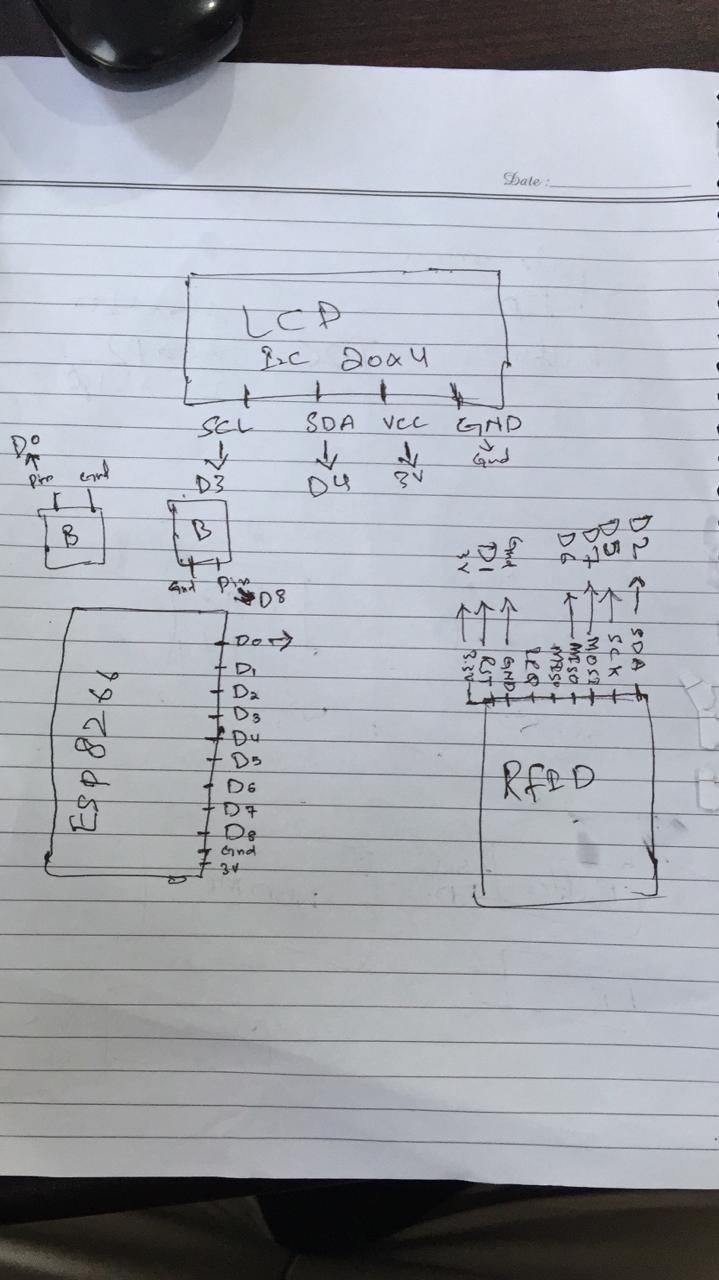 Date:
D2 ← SDA
D5 ← SCK
D7 ← MOSI
D6 ← MISO
MISO
IRQ
Gnd ← GND
D1 ← RST
3V ← 3.3V
RfID
LCD
I2C 20x4
SCL → D3
SDA → D4
VCC → 3V
GND → Gnd
B
Gnd
Pin → D8
B
Pin → D0
Gnd
ESP 8266
D0 →
D1
D2
D3
D4
D5
D6
D7
D8
Gnd
3V